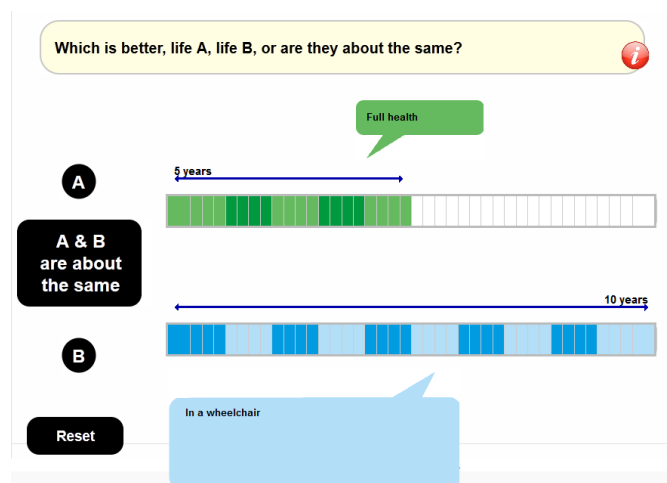 Which is better, life A, life B, or are they about the same?
i
Full health
5 years
A
A & B
are about
the same
10 years
B
In a wheelchair
Reset